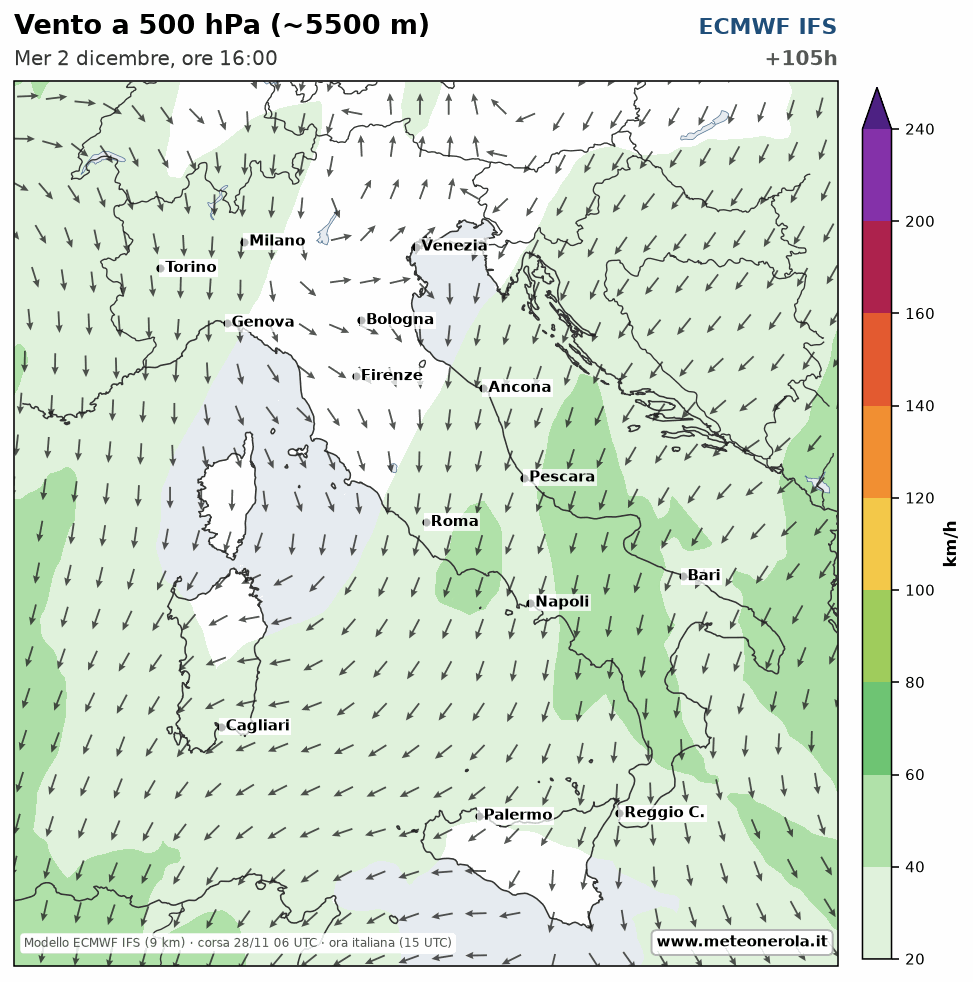 Vento a 500 hPa (~5500 m)
ECMWF IFS
Mer 2 dicembre, ore 16:00
+105h
Milano
Venezia
Torino
Genova
Bologna
Firenze
Ancona
Pescara
Roma
Bari
Napoli
Cagliari
Palermo
Reggio C.
Modello ECMWF IFS (9 km) · corsa 28/11 06 UTC · ora italiana (15 UTC)
www.meteonerola.it
240
200
160
140
120
100
80
60
40
20
km/h